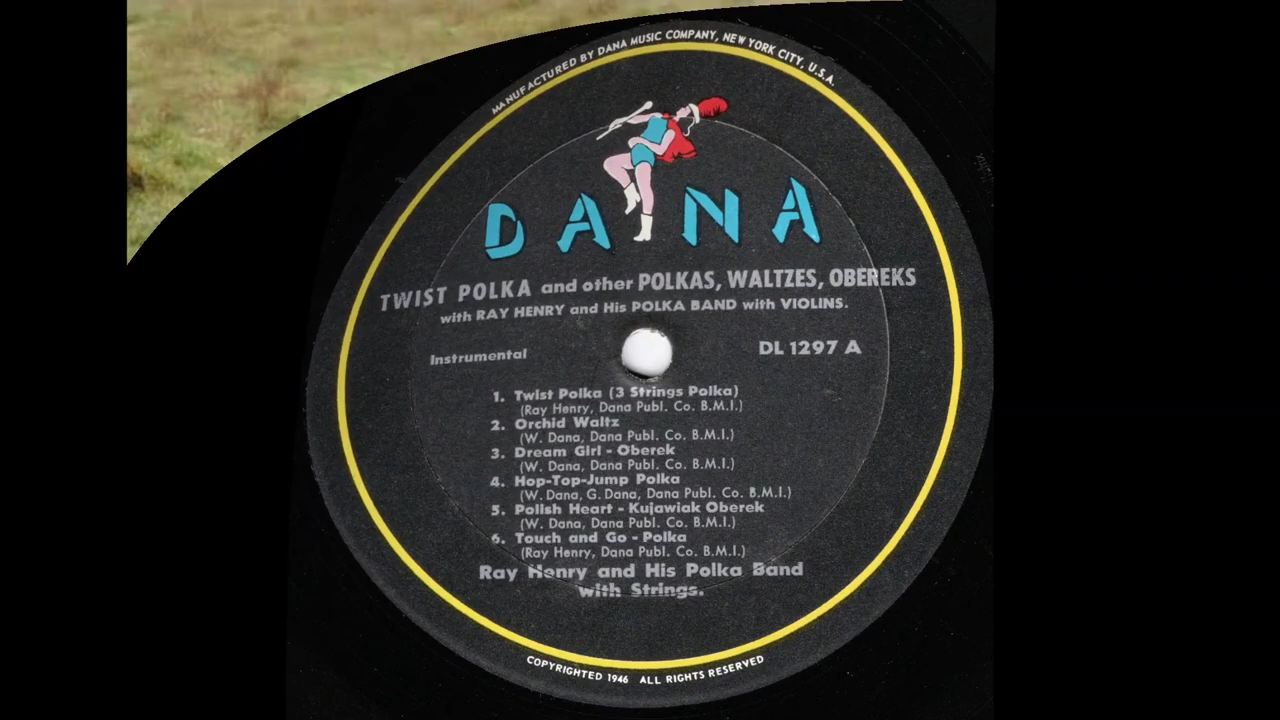 MANUFACTURED BY DANA MUSIC COMPANY, NEW YORK CITY, U.S.A.
DANA
TWIST POLKA and other POLKAS, WALTZES, OBEREKS
with RAY HENRY and His POLKA BAND with VIOLINS.
Instrumental
DL 1297 A
1. Twist Polka (3 Strings Polka)
(Ray Henry, Dana Publ. Co. B.M.I.)
2. Orchid Waltz
(W. Dana, Dana Publ. Co. B.M.I.)
3. Dream Girl - Oberek
(W. Dana, Dana Publ. Co. B.M.I.)
4. Hop-Top-Jump Polka
(W. Dana, G. Dana, Dana Publ. Co. B.M.I.)
5. Polish Heart - Kujawiak Oberek
(W. Dana, Dana Publ. Co. B.M.I.)
6. Touch and Go - Polka
(Ray Henry, Dana Publ. Co. B.M.I.)
Ray Henry and His Polka Band
with Strings.
COPYRIGHTED 1946 ALL RIGHTS RESERVED